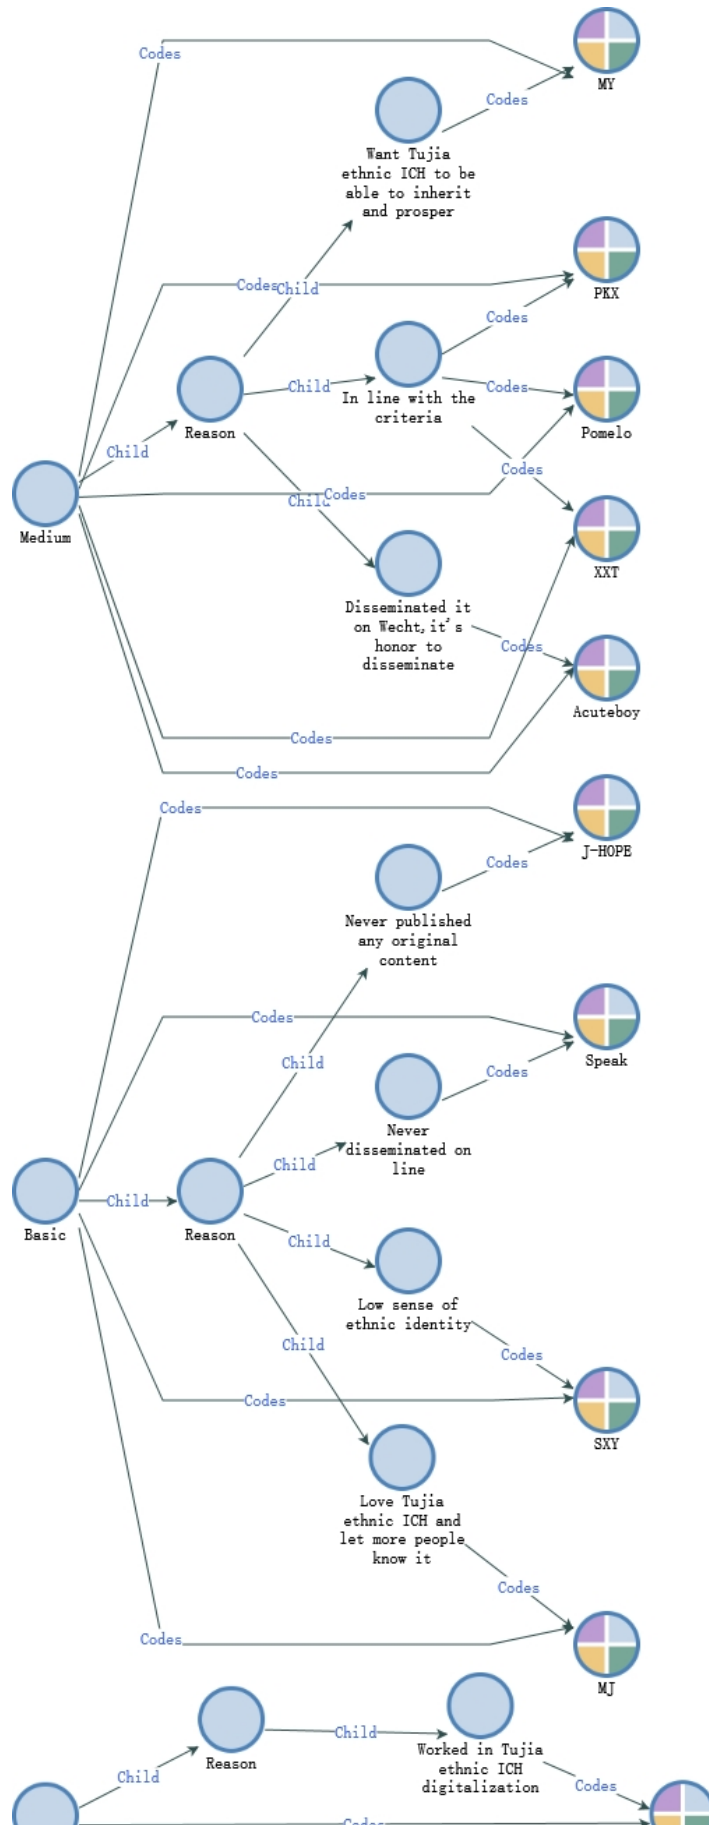 Codes
MY
Codes
Want Tujia
ethnic ICH to be
able to inherit
and prosper
Codes
Child
PKX
Codes
Child
In line with the
criteria
Codes
Reason
Pomelo
Child
Codes
Child
Codes
Medium
XXT
Disseminated it
on Wecht,it's
honor to
disseminate
Codes
Acuteboy
Codes
Codes
Codes
J-HOPE
Codes
Never published
any original
content
Codes
Speak
Child
Codes
Never
disseminated on
line
Child
Child
Basic
Reason
Child
Low sense of
ethnic identity
Child
Codes
Codes
SXY
Love Tujia
ethnic ICH and
let more people
know it
Codes
Codes
MJ
Child
Reason
Worked in Tujia
ethnic ICH
digitalization
Child
Codes
Codes